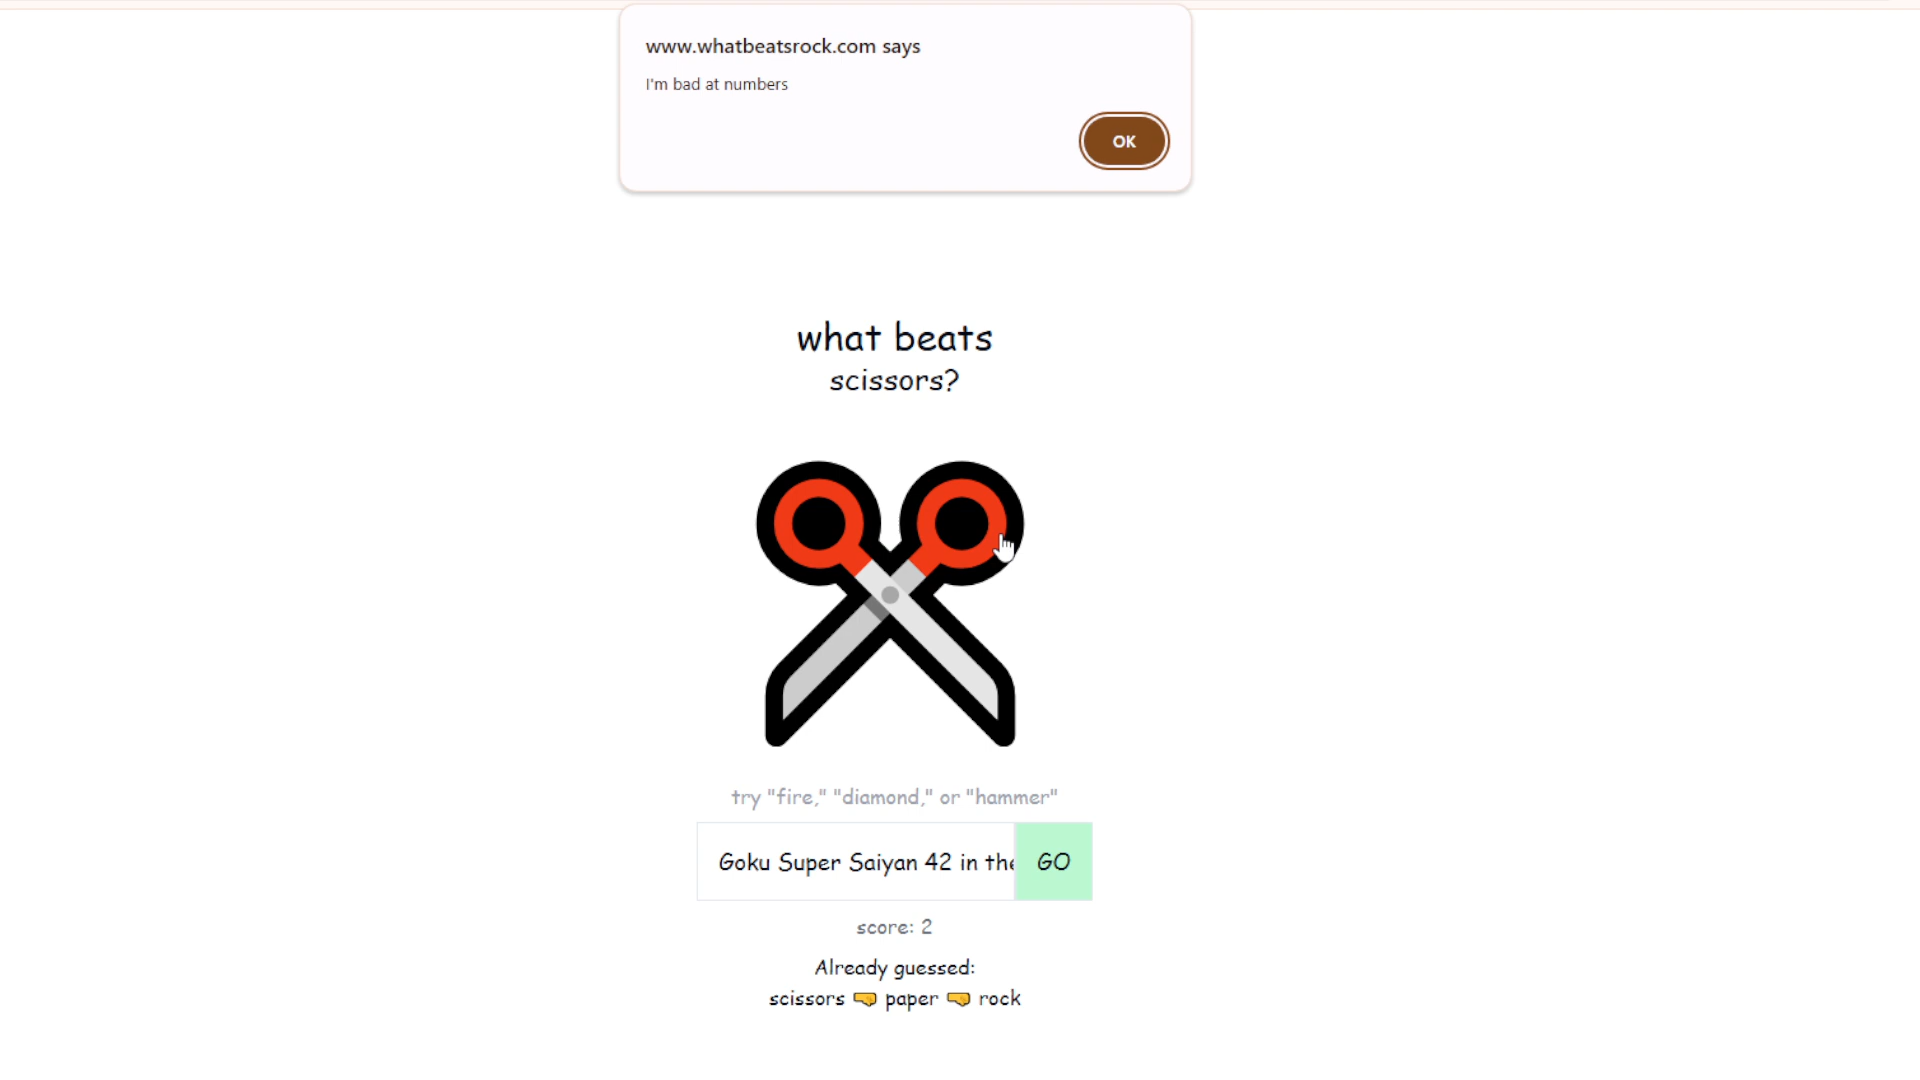 www.whatbeatsrock.com says
I'm bad at numbers
OK
what beats
scissors?
try "fire," "diamond," or "hammer"
Goku Super Saiyan 42 in the
GO
score: 2
Already guessed:
scissors 🤜 paper 🤜 rock